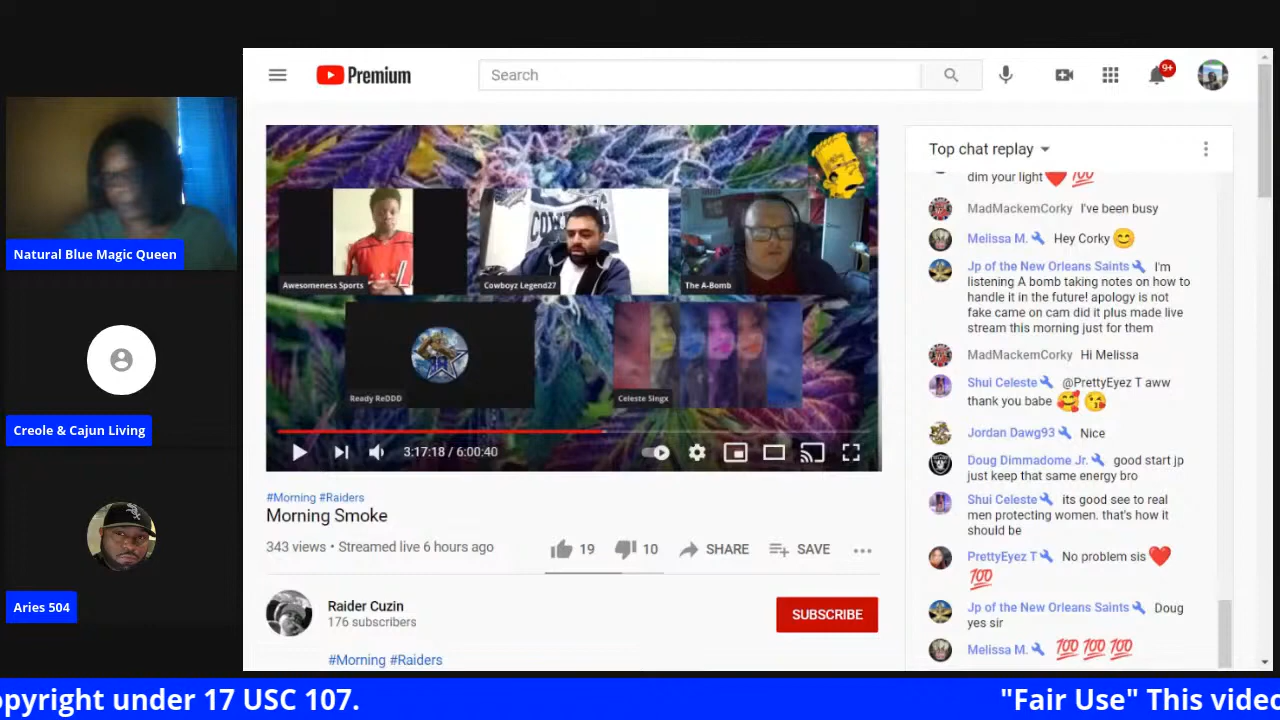 Premium
Search
9+
Natural Blue Magic Queen
Creole & Cajun Living
Aries 504
COWBO
Awesomeness Sports
Cowboyz Legend27
The A-Bomb
Ready ReDDD
Celeste Singx
3:17:18 / 6:00:40
#Morning #Raiders
Morning Smoke
343 views • Streamed live 6 hours ago
19
10
SHARE
SAVE
Raider Cuzin
176 subscribers
SUBSCRIBE
#Morning #Raiders
Top chat replay
dim your light❤️ 💯
MadMackemCorky I've been busy
Melissa M. Hey Corky 😊
Jp of the New Orleans Saints I'm
listening A bomb taking notes on how to
handle it in the future! apology is not
fake came on cam did it plus made live
stream this morning just for them
MadMackemCorky Hi Melissa
Shui Celeste @PrettyEyez T aww
thank you babe 🥰 😘
Jordan Dawg93 Nice
Doug Dimmadome Jr. good start jp
just keep that same energy bro
Shui Celeste its good see to real
men protecting women. that's how it
should be
PrettyEyez T No problem sis ❤️
💯
Jp of the New Orleans Saints Doug
yes sir
Melissa M. 💯 💯 💯
opyright under 17 USC 107.
"Fair Use" This video